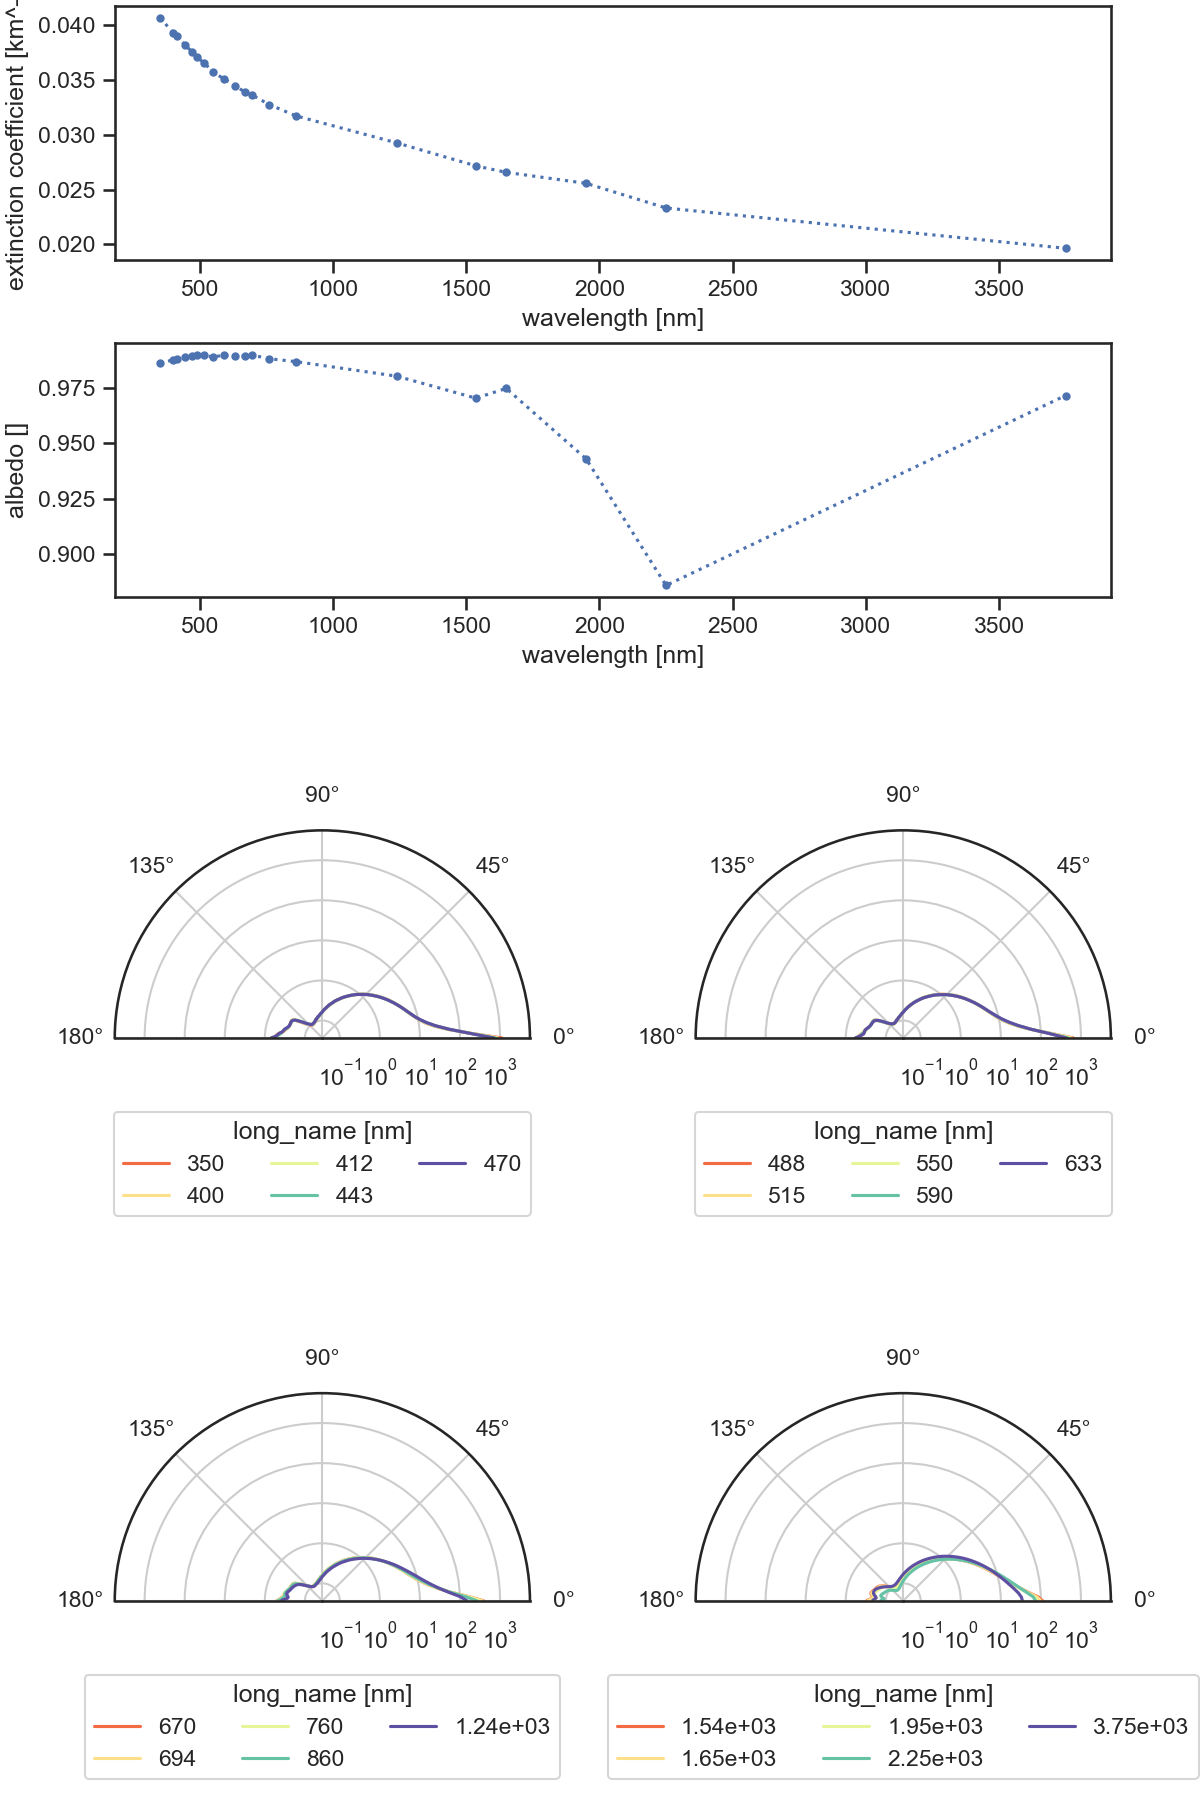 extinction coefficient [km^-
0.040
0.035
0.030
0.025
0.020
500 1000 1500 2000 2500 3000 3500
wavelength [nm]
albedo []
0.975
0.950
0.925
0.900
500 1000 1500 2000 2500 3000 3500
wavelength [nm]
90°
135° 45°
180° 0°
10⁻¹ 10⁰ 10¹ 10² 10³
long_name [nm]
350 412 470
400 443
90°
135° 45°
180° 0°
10⁻¹ 10⁰ 10¹ 10² 10³
long_name [nm]
488 550 633
515 590
90°
135° 45°
180° 0°
10⁻¹ 10⁰ 10¹ 10² 10³
long_name [nm]
670 760 1.24e+03
694 860
90°
135° 45°
180° 0°
10⁻¹ 10⁰ 10¹ 10² 10³
long_name [nm]
1.54e+03 1.95e+03 3.75e+03
1.65e+03 2.25e+03